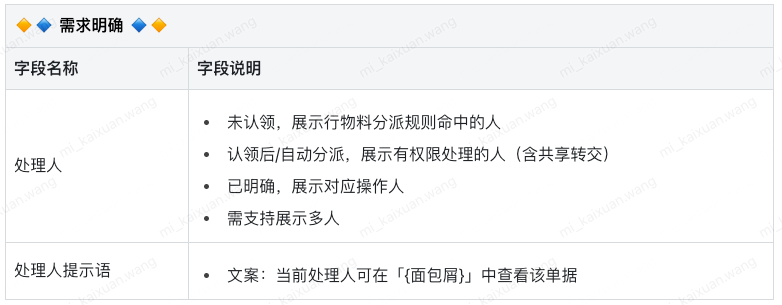 🔶🔷 需求明确 🔷🔶
字段名称 字段说明
处理人
• 未认领，展示行物料分派规则命中的人
• 认领后/自动分派，展示有权限处理的人（含共享转交）
• 已明确，展示对应操作人
• 需支持展示多人
处理人提示语
• 文案：当前处理人可在「{面包屑}」中查看该单据
mi_kaixuan.wang